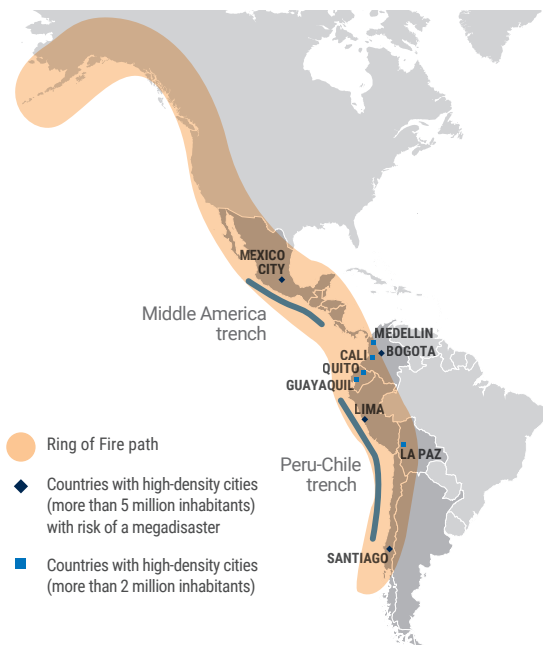 MEXICO
CITY
Middle America
trench
MEDELLIN
CALI
BOGOTA
QUITO
GUAYAQUIL
LIMA
Ring of Fire path
LA PAZ
Peru-Chile
trench
Countries with high-density cities
(more than 5 million inhabitants)
with risk of a megadisaster
SANTIAGO
Countries with high-density cities
(more than 2 million inhabitants)